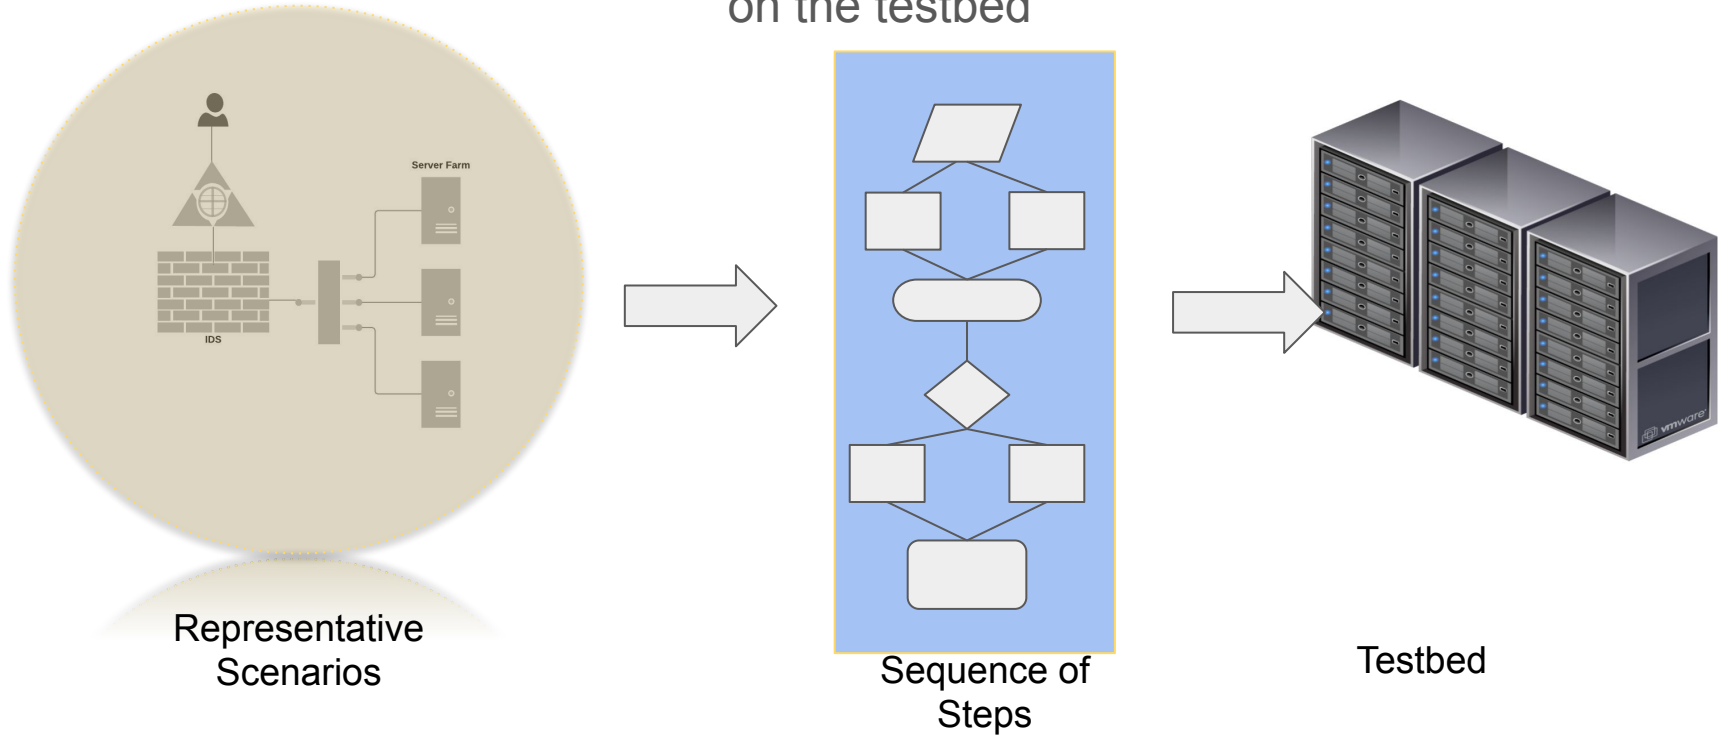 on the testbed
Server Farm
IDS
vmware
Representative
Scenarios
Sequence of
Steps
Testbed